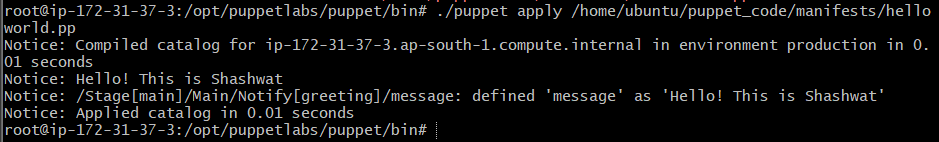 root@ip-172-31-37-3:/opt/puppetlabs/puppet/bin# ./puppet apply /home/ubuntu/puppet_code/manifests/hello
world.pp
Notice: Compiled catalog for ip-172-31-37-3.ap-south-1.compute.internal in environment production in 0.
01 seconds
Notice: Hello! This is Shashwat
Notice: /Stage[main]/Main/Notify[greeting]/message: defined 'message' as 'Hello! This is Shashwat'
Notice: Applied catalog in 0.01 seconds
root@ip-172-31-37-3:/opt/puppetlabs/puppet/bin#